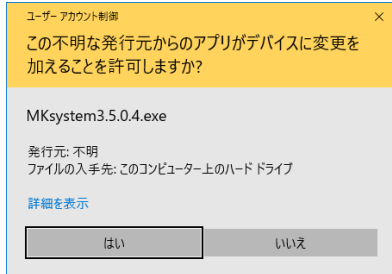 ユーザー アカウント制御
この不明な発行元からのアプリがデバイスに変更を
加えることを許可しますか?
MKsystem3.5.0.4.exe
発行元: 不明
ファイルの入手先: このコンピューター上のハード ドライブ
詳細を表示
はい
いいえ